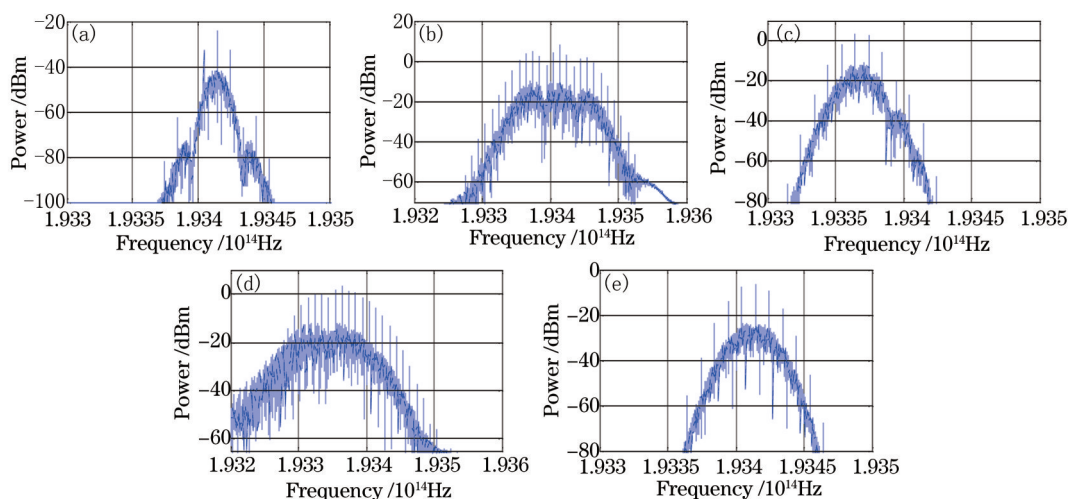 (a)
−20
−40
−60
−80
−100
Power /dBm
1.933 1.9335 1.934 1.9345 1.935
Frequency /10¹⁴Hz
(b)
20
0
−20
−40
−60
Power /dBm
1.932 1.933 1.934 1.935 1.936
Frequency /10¹⁴Hz
(c)
0
−20
−40
−60
−80
Power /dBm
1.933 1.9335 1.934 1.9345 1.935
Frequency /10¹⁴Hz
(d)
0
−20
−40
−60
Power /dBm
1.932 1.933 1.934 1.935 1.936
Frequency /10¹⁴Hz
(e)
0
−20
−40
−60
−80
Power /dBm
1.933 1.9335 1.934 1.9345 1.935
Frequency /10¹⁴Hz